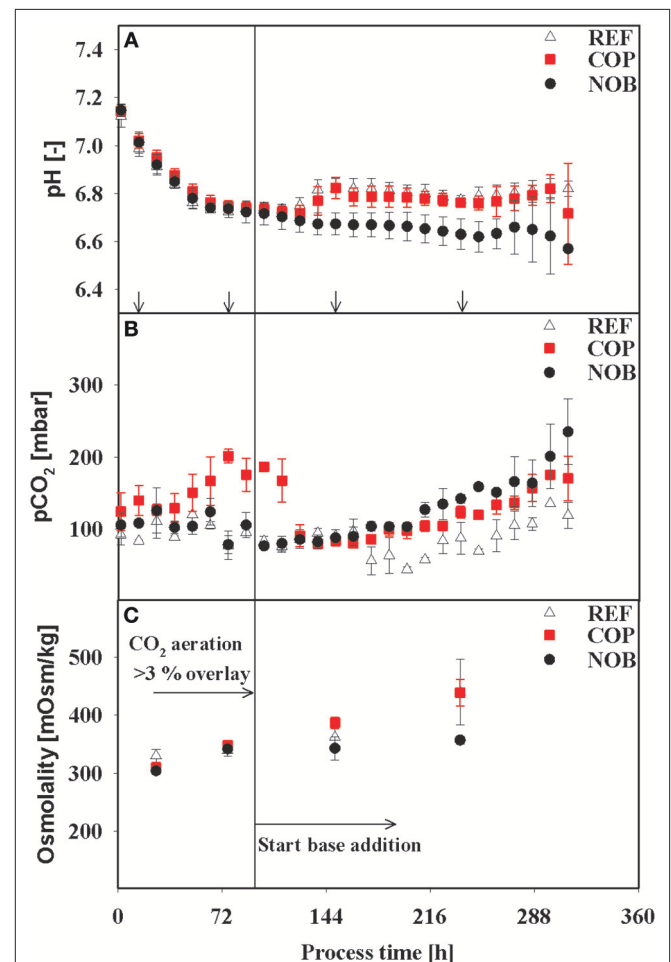 A
REF
COP
NOB
7.4
7.2
7.0
6.8
6.6
6.4
pH [-]
B
REF
COP
NOB
300
200
100
pCO₂ [mbar]
C
REF
COP
NOB
CO₂ aeration
>3 % overlay
500
400
300
200
Osmolality [mOsm/kg]
Start base addition
0 72 144 216 288 360
Process time [h]